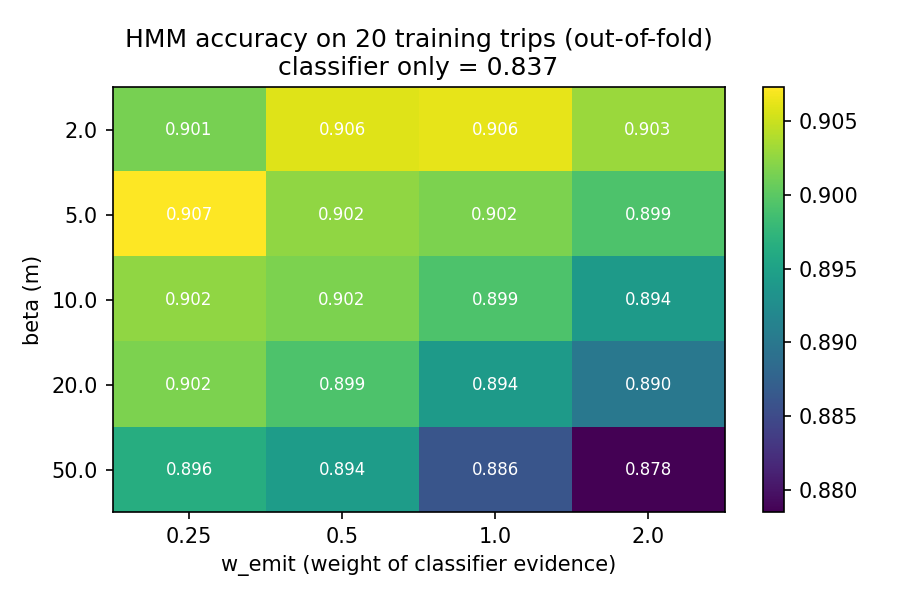 HMM accuracy on 20 training trips (out-of-fold)
classifier only = 0.837
beta (m)
2.0 0.901 0.906 0.906 0.903
5.0 0.907 0.902 0.902 0.899
10.0 0.902 0.902 0.899 0.894
20.0 0.902 0.899 0.894 0.890
50.0 0.896 0.894 0.886 0.878
0.25 0.5 1.0 2.0
w_emit (weight of classifier evidence)
0.905
0.900
0.895
0.890
0.885
0.880